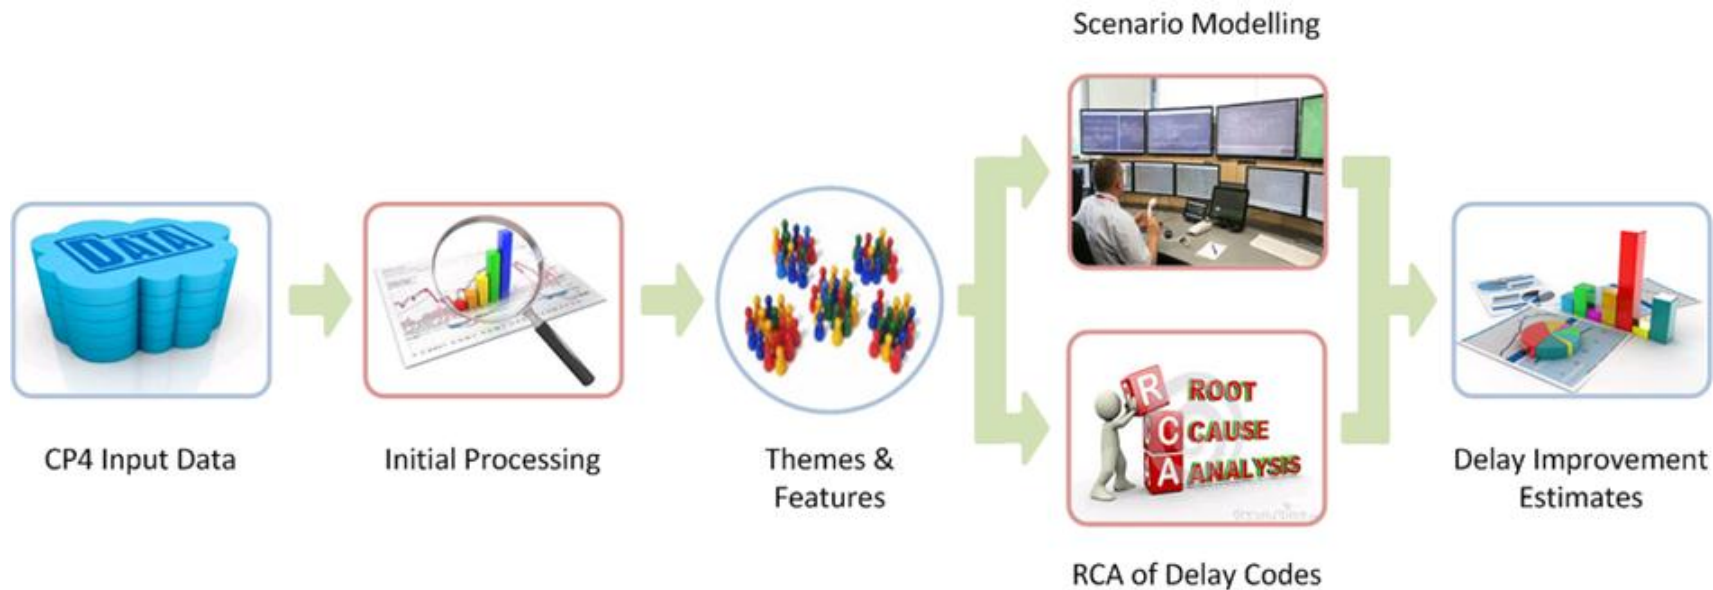 Scenario Modelling
DATA
CP4 Input Data
Initial Processing
Themes &
Features
R
C
A
ROOT
CAUSE
ANALYSIS
RCA of Delay Codes
Delay Improvement
Estimates